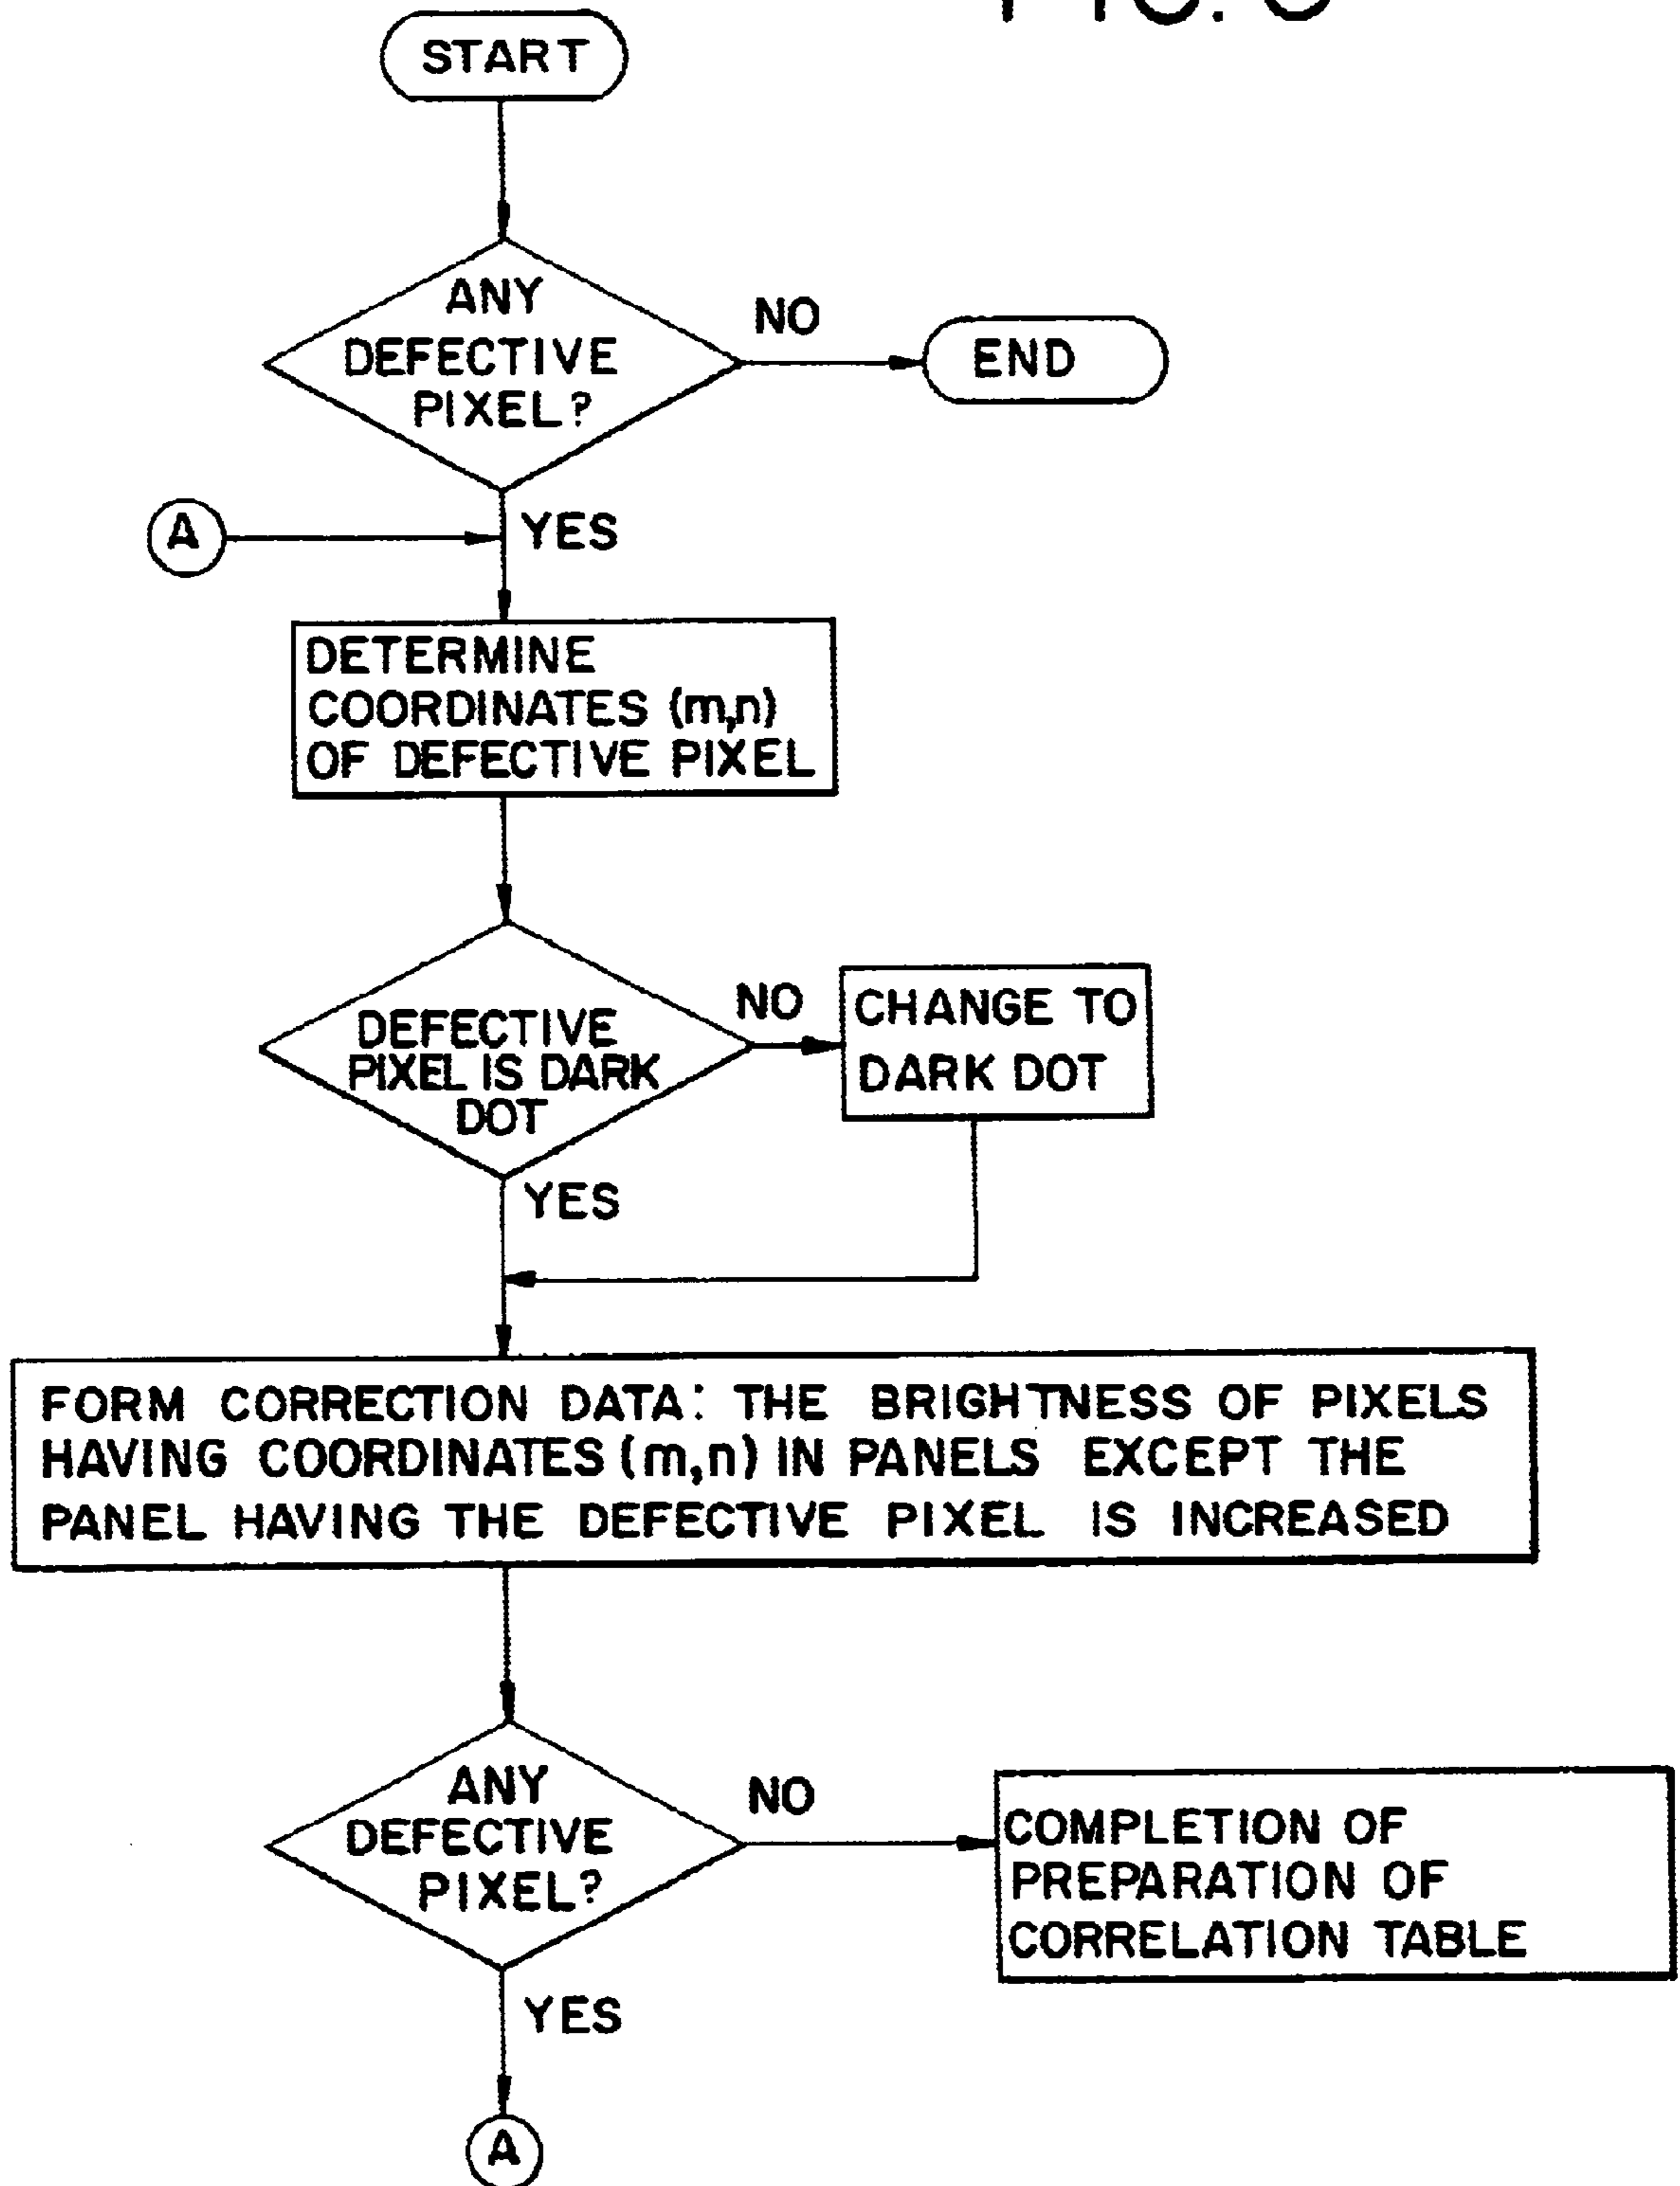 START
ANY
DEFECTIVE
PIXEL?
NO
END
A
YES
DETERMINE
COORDINATES (m,n)
OF DEFECTIVE PIXEL
DEFECTIVE
PIXEL IS DARK
DOT
NO
CHANGE TO
DARK DOT
YES
FORM CORRECTION DATA: THE BRIGHTNESS OF PIXELS
HAVING COORDINATES (m,n) IN PANELS EXCEPT THE
PANEL HAVING THE DEFECTIVE PIXEL IS INCREASED
ANY
DEFECTIVE
PIXEL?
NO
COMPLETION OF
PREPARATION OF
CORRELATION TABLE
YES
A